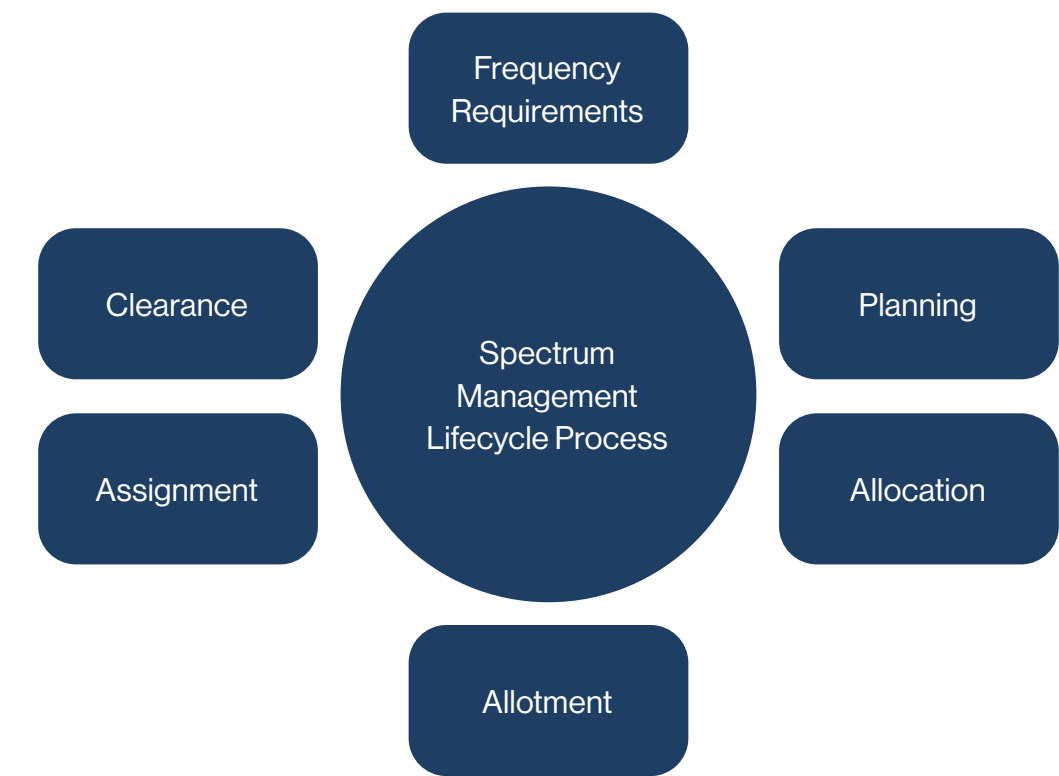 Frequency
Requirements
Clearance
Planning
Spectrum
Management
Lifecycle Process
Assignment
Allocation
Allotment